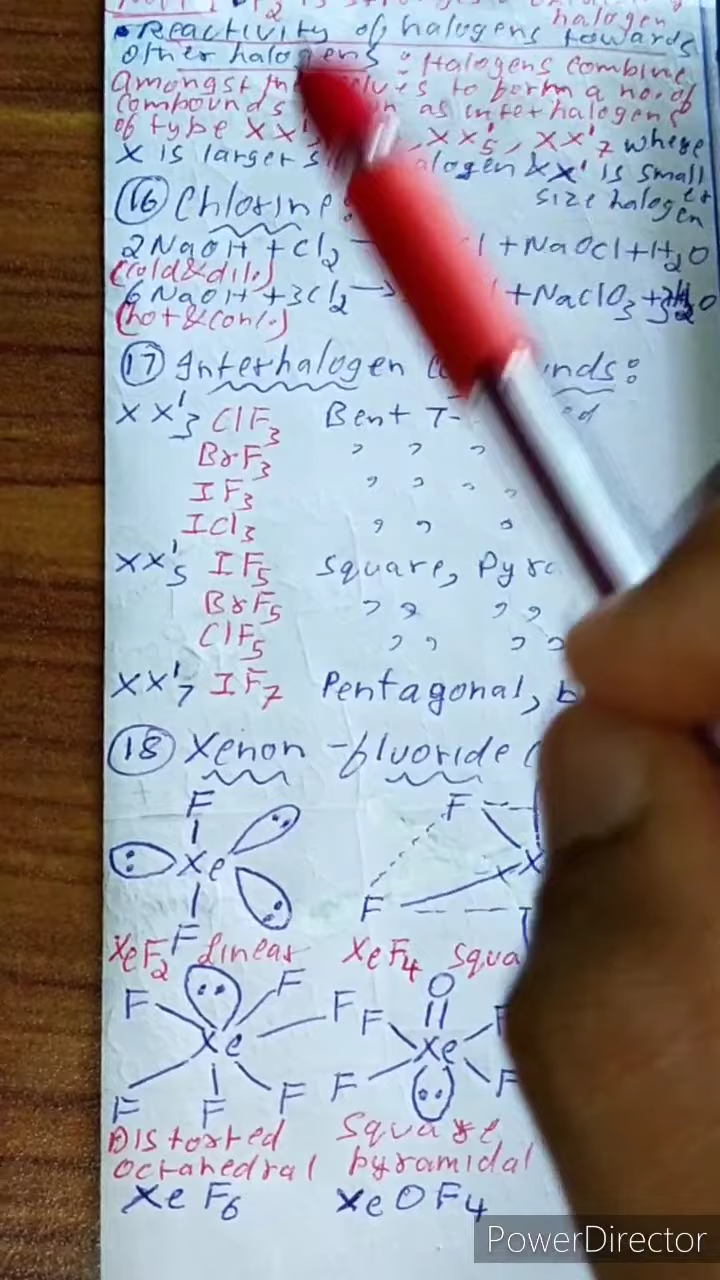 halogen
• Reactivity of halogens towards
other halogens : Halogens combine
amongst to form a no. of
compounds as interhalogens
of type XX' XX'5, XX'7 where
X is larger halogen & X' is small
er
size halogen
(16) Chlorine:
2NaOH + Cl2 → + NaOCl + H2O
(cold & dil.)
6NaOH + 3Cl2 → + NaClO3 + 3H2O
(hot & conc.)
(17) Interhalogen :
XX'3 ClF3 Bent T-
BrF3 " " "
IF3 " " " "
ICl3 " " "
XX'5 IF5 Square, Pyra
BrF5 " " " "
ClF5 " " " "
XX'7 IF7 Pentagonal, b
(18) Xenon -fluoride (
F F
Xe X
F F
XeF2 Linear XeF4 Squa
F F O
F F F
Xe Xe
F F F F F
Distorted Square
octahedral pyramidal
XeF6 XeOF4
PowerDirector